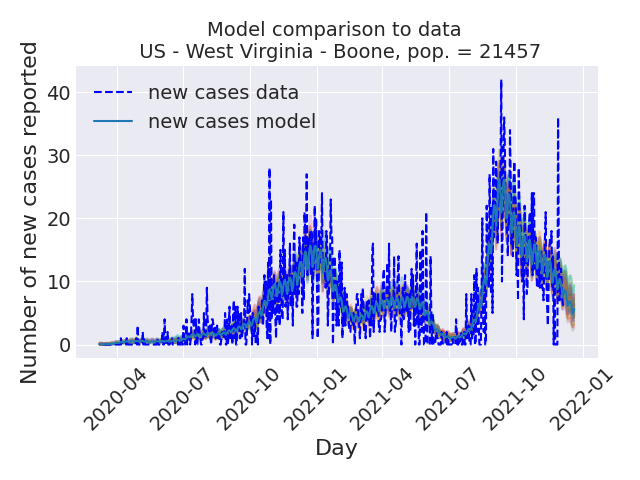 Model comparison to data
US - West Virginia - Boone, pop. = 21457
Number of new cases reported
40
30
20
10
0
new cases data
new cases model
2020-04
2020-07
2020-10
2021-01
2021-04
2021-07
2021-10
2022-01
Day